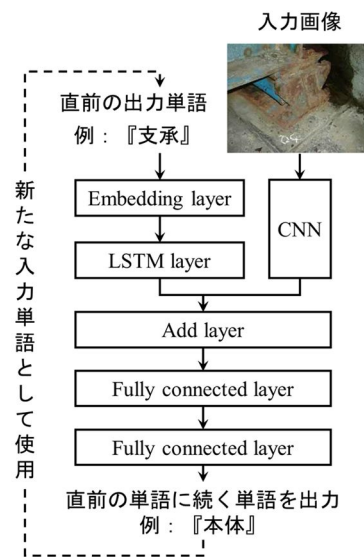 入力画像
直前の出力単語
例：『支承』
Embedding layer
CNN
LSTM layer
Add layer
Fully connected layer
Fully connected layer
直前の単語に続く単語を出力
例：『本体』
新たな入力単語として使用